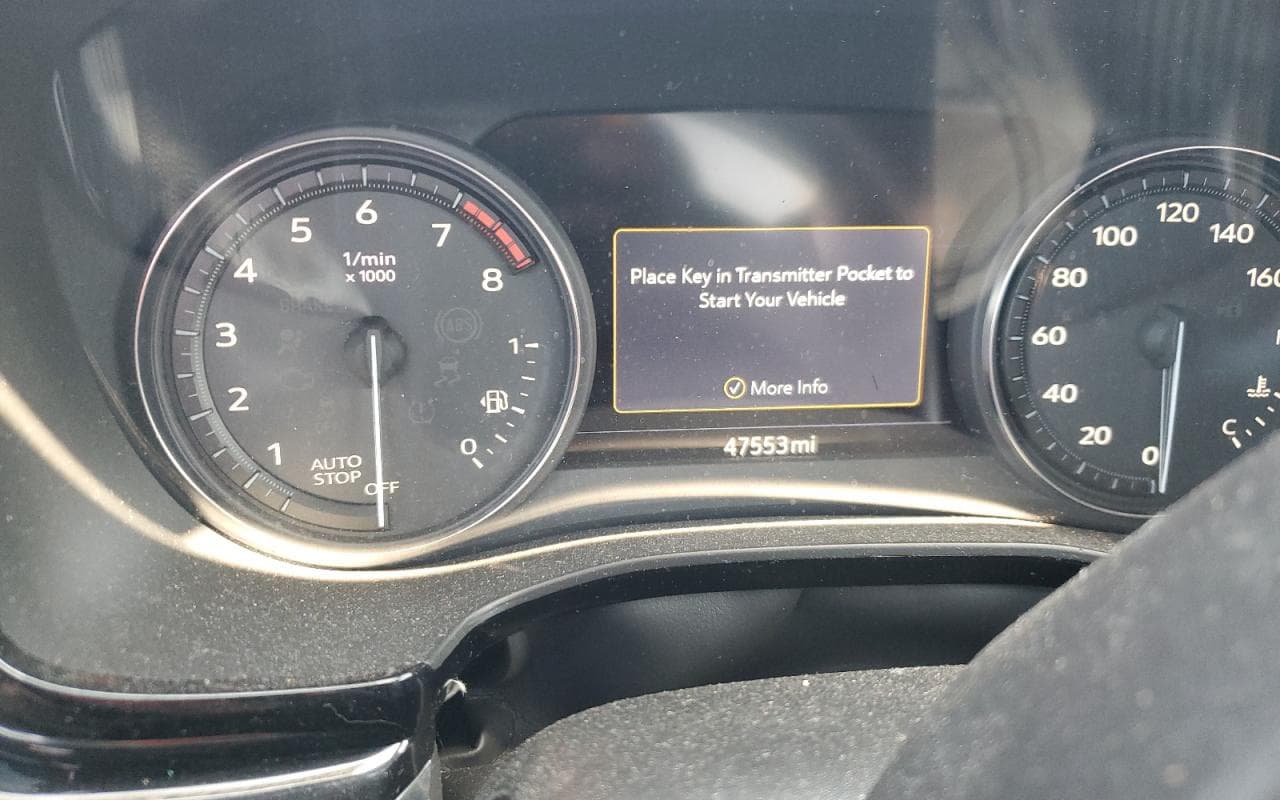 6
5
7
1/min
x 1000
4
8
3
1
2
0
1
AUTO
STOP
OFF
Place Key in Transmitter Pocket to
Start Your Vehicle
More Info
47553mi
120
100
140
80
160
60
40
20
0
C
ABS